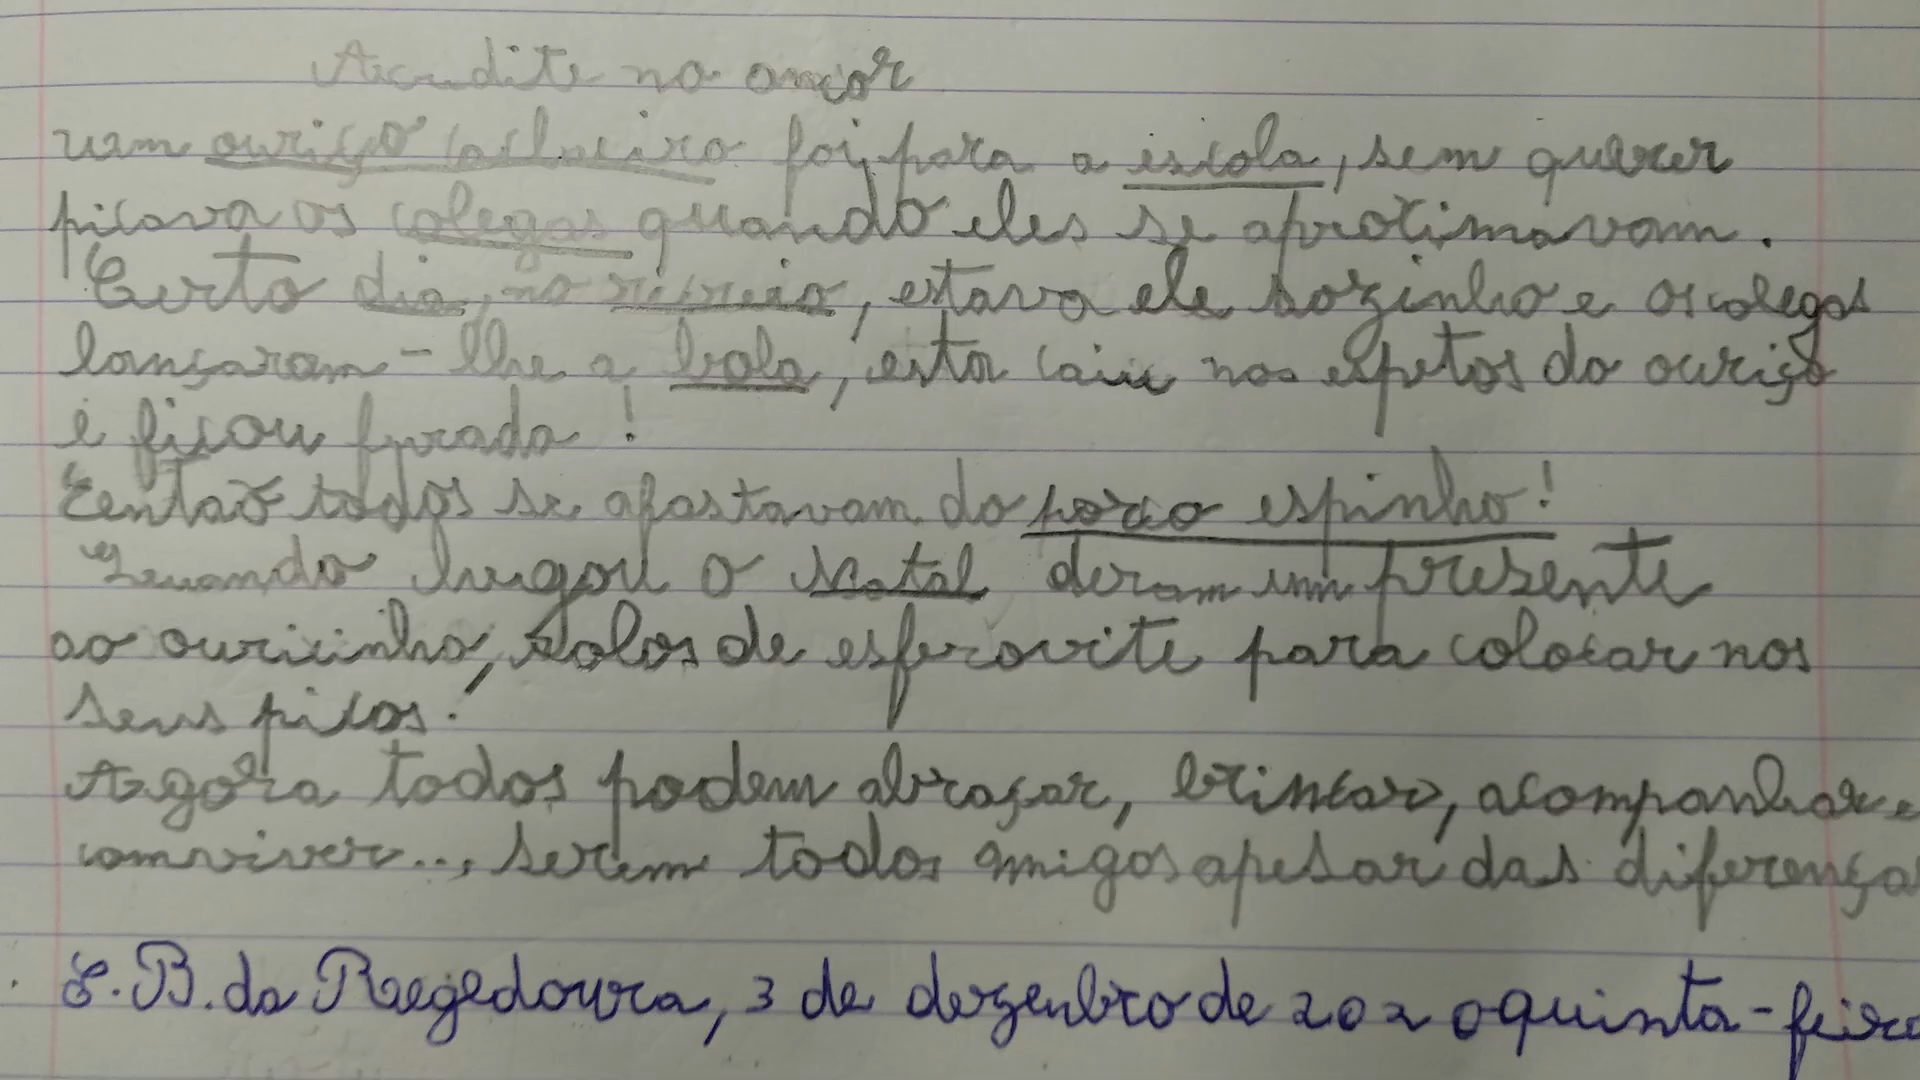 Acredite no amor
um ouriço cacheiro foi para a escola, sem querer
picava os colegas quando eles se aproximavam.
Certo dia, no recreio, estava ele sozinho e os colegas
lançaram-lhe a bola, esta caiu nos espetos do ouriço
e ficou furada!
Então todos se afastavam do porco espinho!
Quando chegou o Natal deram um presente
ao ouricinho, bolos de esferovite para colocar nos
seus picos!
Agora todos podem abraçar, brincar, acompanhar e
conviver..., serem todos amigos apesar das diferença
E. B. da Regedoura, 3 de dezenbro de 2020 quinta-feira